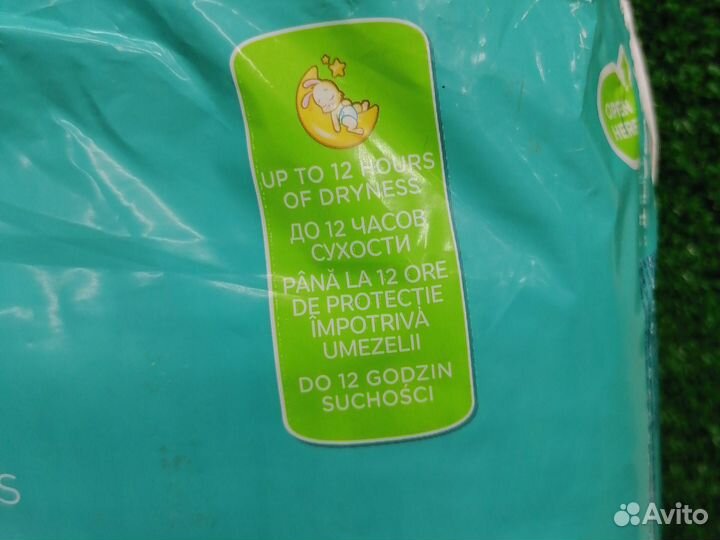 UP TO 12 HOURS
OF DRYNESS
ДО 12 ЧАСОВ
СУХОСТИ
PÂNĂ LA 12 ORE
DE PROTECȚIE
ÎMPOTRIVĂ
UMEZELII
DO 12 GODZIN
SUCHOŚCI
OPEN
HERE
S
Avito